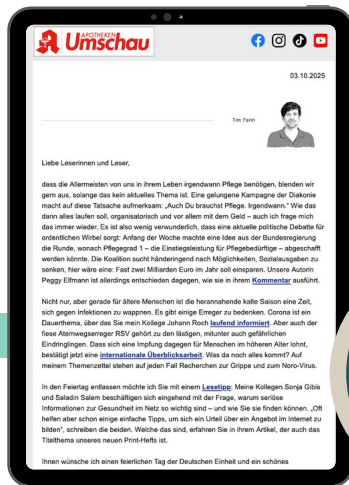 APOTHEKEN
Umschau
03.10.2025
Tim Farin
Liebe Leserinnen und Leser,
dass die Allermeisten von uns in ihrem Leben irgendwann Pflege benötigen, blenden wir
gern aus, solange das kein aktuelles Thema ist. Eine gelungene Kampagne der Diakonie
macht auf diese Tatsache aufmerksam: „Auch Du brauchst Pflege. Irgendwann.“ Wie das
dann alles laufen soll, organisatorisch und vor allem mit dem Geld – auch ich frage mich
das immer wieder. Es ist also wenig verwunderlich, dass eine aktuelle politische Debatte für
ordentlichen Wirbel sorgt: Anfang der Woche machte eine Idee aus der Bundesregierung
die Runde, wonach Pflegegrad 1 – die Einstiegsleistung für Pflegebedürftige – abgeschafft
werden könnte. Die Koalition sucht händeringend nach Möglichkeiten, Sozialausgaben zu
senken, hier wäre eine: Fast zwei Milliarden Euro im Jahr soll einsparen. Unsere Autorin
Peggy Elfmann ist allerdings entschieden dagegen, wie sie in ihrem Kommentar ausführt.
Nicht nur, aber gerade für ältere Menschen ist die herannahende kalte Saison eine Zeit,
sich gegen Infektionen zu wappnen. Es gibt einige Erreger zu bedenken. Corona ist ein
Dauerthema, über das Sie mein Kollege Johann Roch laufend informiert. Aber auch der
fiese Atemwegserreger RSV gehört zu den lästigen, mitunter auch gefährlichen
Eindringlingen. Dass sich eine Impfung dagegen für Menschen im höheren Alter lohnt,
bestätigt jetzt eine internationale Überblicksarbeit. Was da noch alles kommt? Auf
meinem Themenzettel stehen auf jeden Fall Recherchen zur Grippe und zum Noro-Virus.
In den Feiertag entlassen möchte ich Sie mit einem Lesetipp: Meine Kollegen Sonja Gibis
und Saladin Salem beschäftigen sich eingehend mit der Frage, warum seriöse
Informationen zur Gesundheit im Netz so wichtig sind – und wie Sie sie finden können. „Oft
helfen aber schon einige einfache Tipps, um sich ein Urteil über ein Angebot im Internet zu
bilden“, schreiben die beiden. Welche das sind, erfahren Sie in ihrem Artikel, der auch das
Titelthema unseres neuen Print-Hefts ist.
Ihnen wünsche ich einen feierlichen Tag der Deutschen Einheit und ein schönes